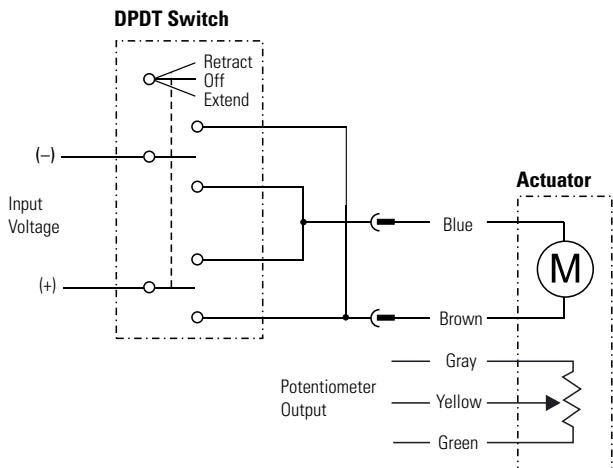 DPDT Switch
Retract
Off
Extend
(–)
Input
Voltage
(+)
Actuator
Blue
M
Brown
Gray
Potentiometer
Output
Yellow
Green